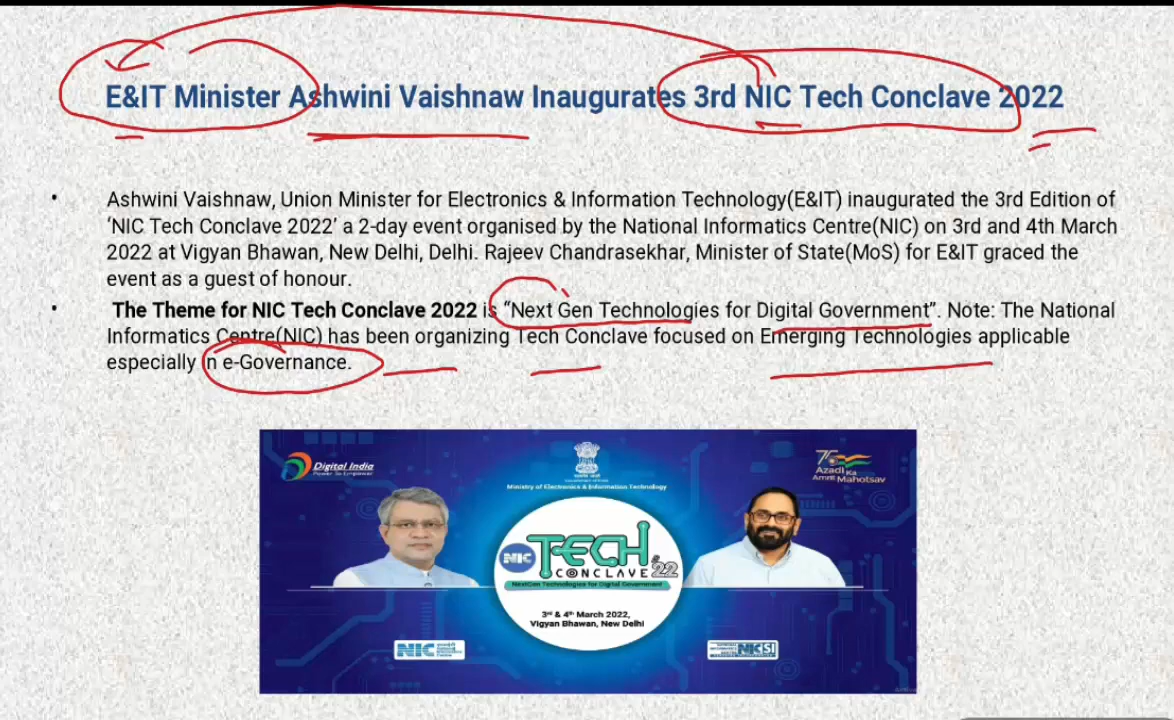 E&IT Minister Ashwini Vaishnaw Inaugurates 3rd NIC Tech Conclave 2022
• Ashwini Vaishnaw, Union Minister for Electronics & Information Technology(E&IT) inaugurated the 3rd Edition of
‘NIC Tech Conclave 2022’ a 2-day event organised by the National Informatics Centre(NIC) on 3rd and 4th March
2022 at Vigyan Bhawan, New Delhi, Delhi. Rajeev Chandrasekhar, Minister of State(MoS) for E&IT graced the
event as a guest of honour.
• The Theme for NIC Tech Conclave 2022 is “Next Gen Technologies for Digital Government”. Note: The National
Informatics Centre(NIC) has been organizing Tech Conclave focused on Emerging Technologies applicable
especially in e-Governance.
Digital India
Power To Empower
Ministry of Electronics & Information Technology
75
Azadi Ka
Amrit Mahotsav
NIC TECH
CONCLAVE 22
NextGen Technologies for Digital Government
3rd & 4th March 2022,
Vigyan Bhawan, New Delhi
NIC
NICSI